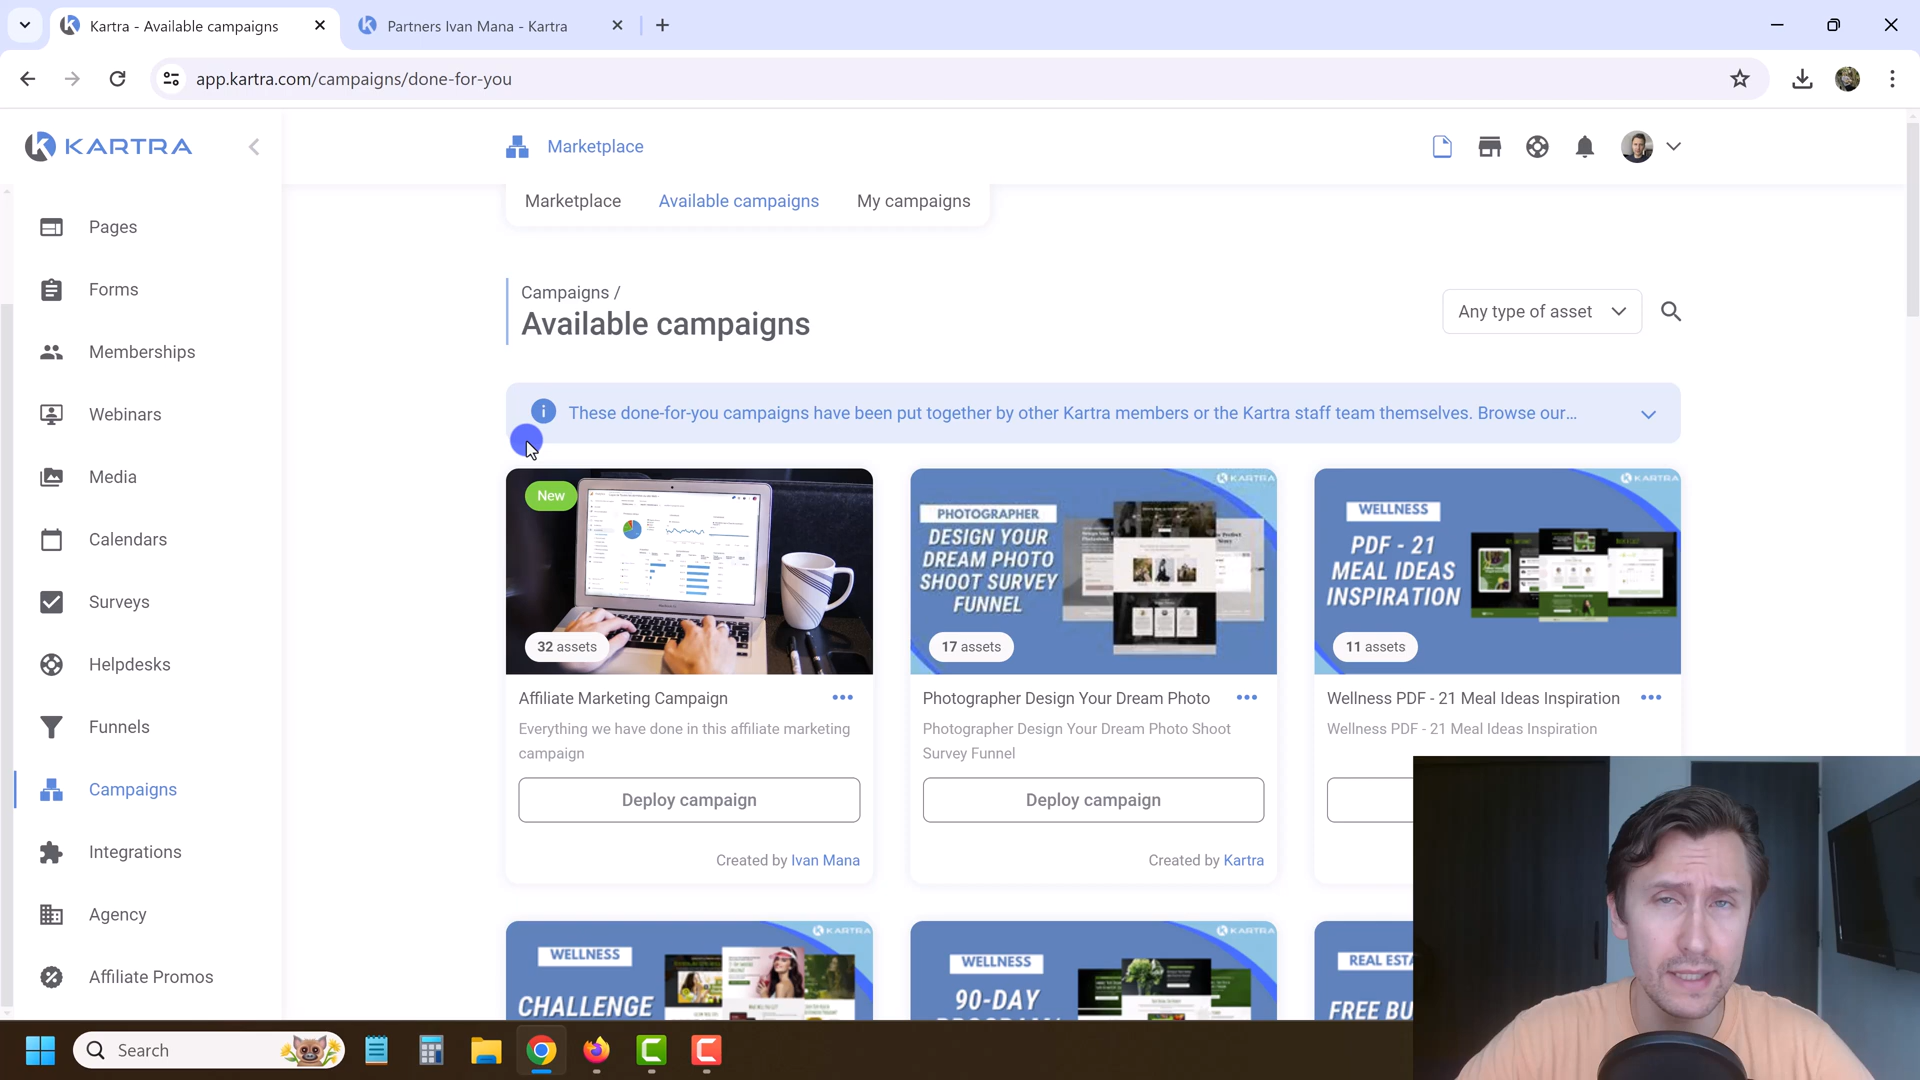 Kartra - Available campaigns
Partners Ivan Mana - Kartra
app.kartra.com/campaigns/done-for-you
KARTRA
Marketplace
Marketplace
Available campaigns
My campaigns
Pages
Forms
Memberships
Webinars
Media
Calendars
Surveys
Helpdesks
Funnels
Campaigns
Integrations
Agency
Affiliate Promos
Campaigns /
Available campaigns
Any type of asset
These done-for-you campaigns have been put together by other Kartra members or the Kartra staff team themselves. Browse our...
New
32 assets
Affiliate Marketing Campaign
Everything we have done in this affiliate marketing
campaign
Deploy campaign
Created by Ivan Mana
KARTRA
PHOTOGRAPHER
DESIGN YOUR
DREAM PHOTO
SHOOT SURVEY
FUNNEL
17 assets
Photographer Design Your Dream Photo
Photographer Design Your Dream Photo Shoot
Survey Funnel
Deploy campaign
Created by Kartra
KARTRA
WELLNESS
PDF - 21
MEAL IDEAS
INSPIRATION
11 assets
Wellness PDF - 21 Meal Ideas Inspiration
Wellness PDF - 21 Meal Ideas Inspiration
KARTRA
WELLNESS
CHALLENGE
KARTRA
WELLNESS
90-DAY
PROGRAM
REAL ESTA
FREE BU
Search